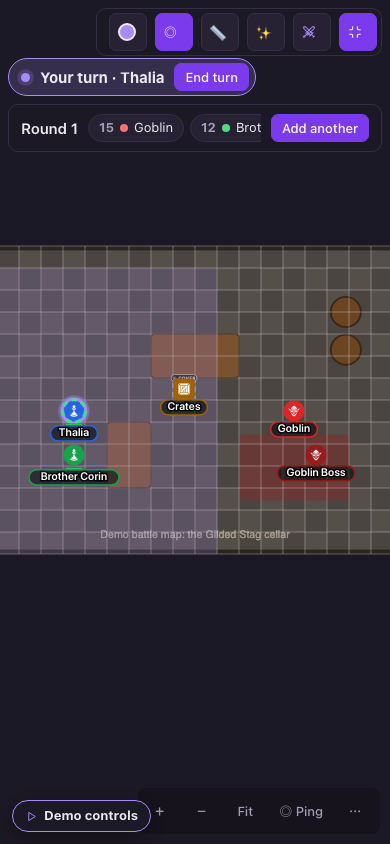 Your turn · Thalia End turn
Round 1 15 Goblin 12 Brot Add another
Crates
Thalia
Goblin
Brother Corin
Goblin Boss
Demo battle map: the Gilded Stag cellar
Demo controls + − Fit Ping ...